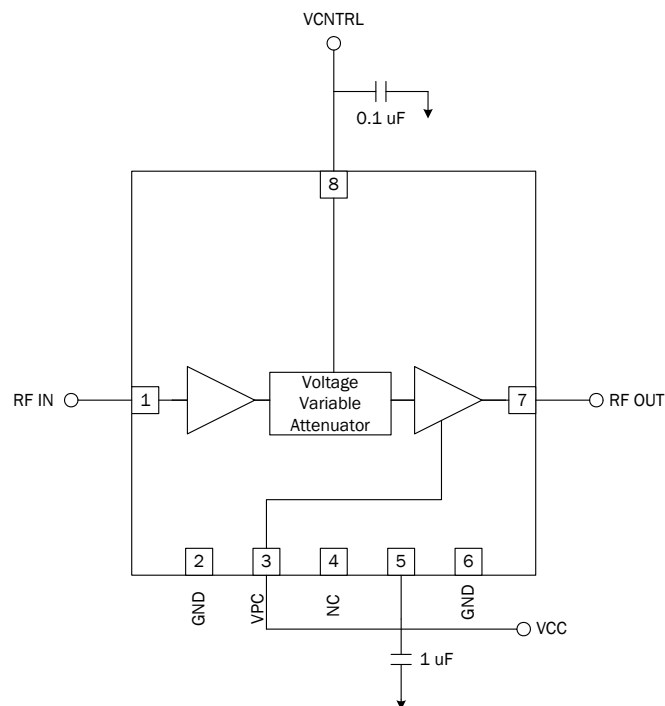 VCNTRL
0.1 uF
8
RF IN
1
Voltage
Variable
Attenuator
7
RF OUT
2
3
4
5
6
GND
VPC
NC
GND
VCC
1 uF